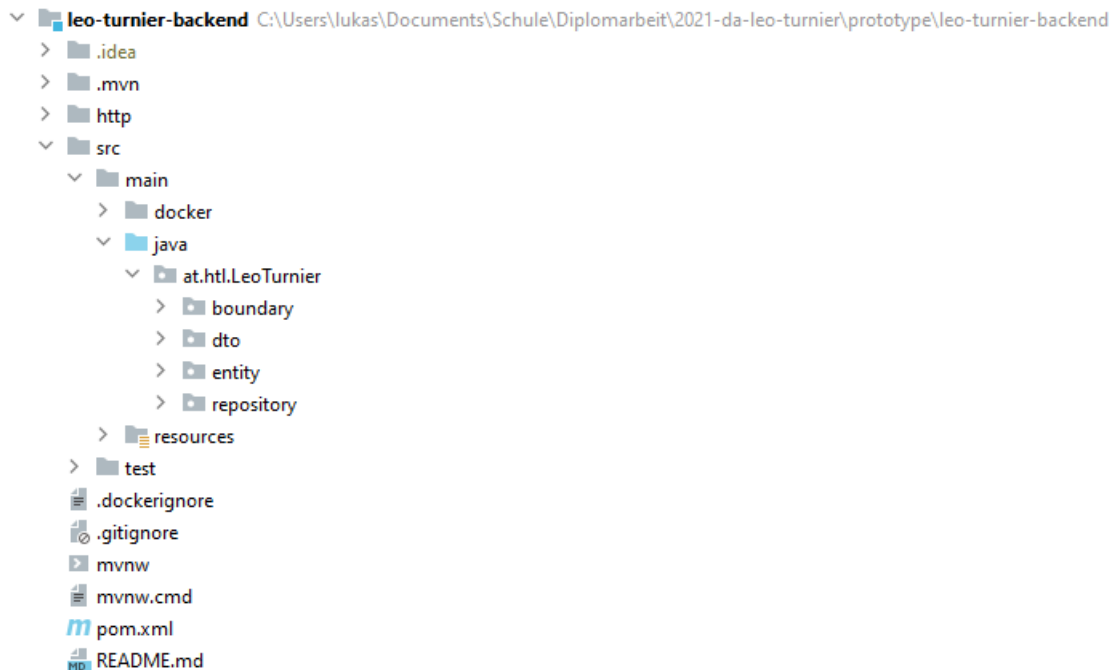 leo-turnier-backend C:\Users\lukas\Documents\Schule\Diplomarbeit\2021-da-leo-turnier\prototype\leo-turnier-backend
.idea
.mvn
http
src
main
docker
java
at.htl.LeoTurnier
boundary
dto
entity
repository
resources
test
.dockerignore
.gitignore
mvnw
mvnw.cmd
m pom.xml
MD README.md